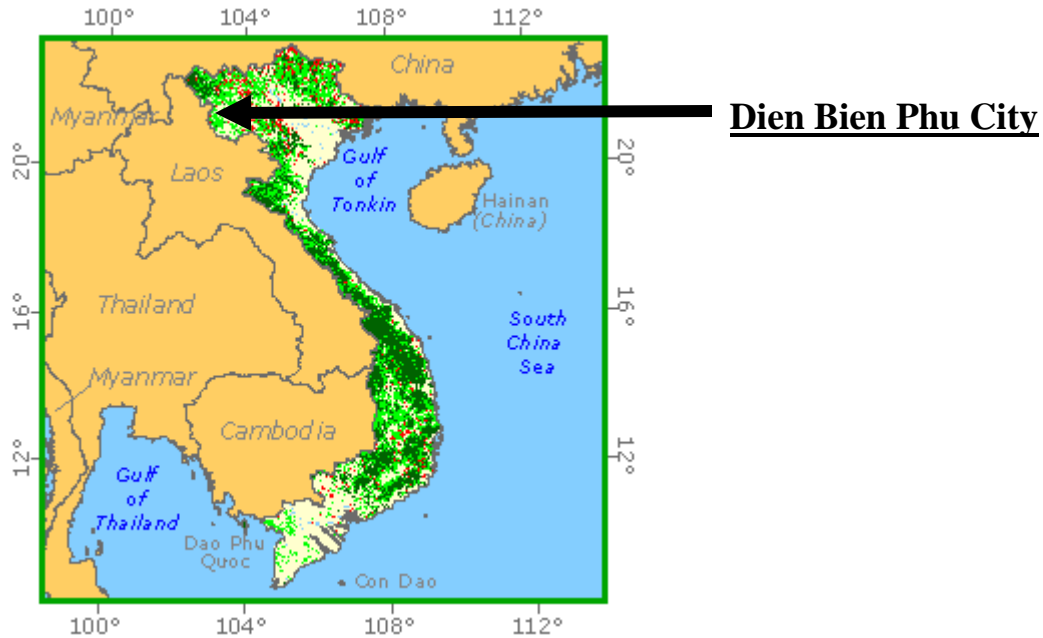 100° 104° 108° 112°
China
Myanmar
Dien Bien Phu City
20° 20°
Gulf
of
Tonkin
Laos
Hainan
(China)
Thailand
16° 16°
South
China
Sea
Myanmar
Cambodia
12° 12°
Gulf
of
Thailand
Dao Phu
Quoc
Con Dao
100° 104° 108° 112°